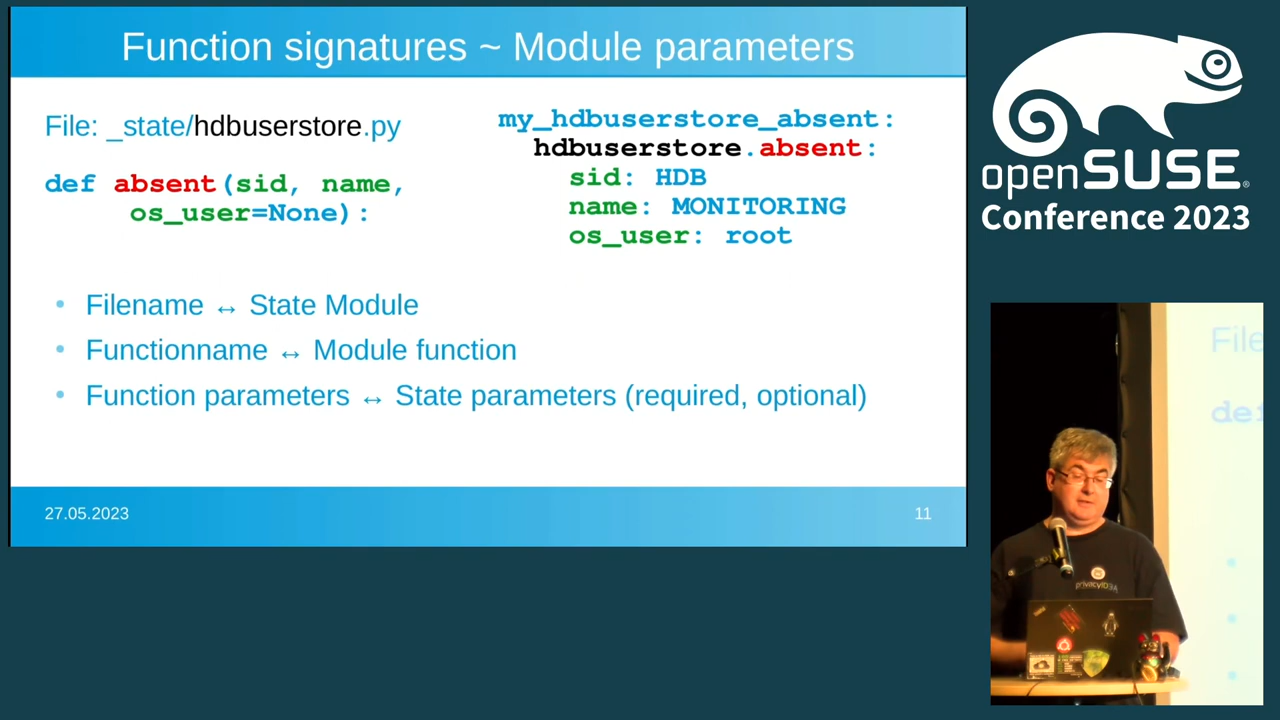 Function signatures ~ Module parameters
File: _state/hdbuserstore.py
def absent(sid, name,
os_user=None):
my_hdbuserstore_absent:
hdbuserstore.absent:
sid: HDB
name: MONITORING
os_user: root
• Filename ↔ State Module
• Functionname ↔ Module function
• Function parameters ↔ State parameters (required, optional)
27.05.2023
11
openSUSE®
Conference 2023
File
def